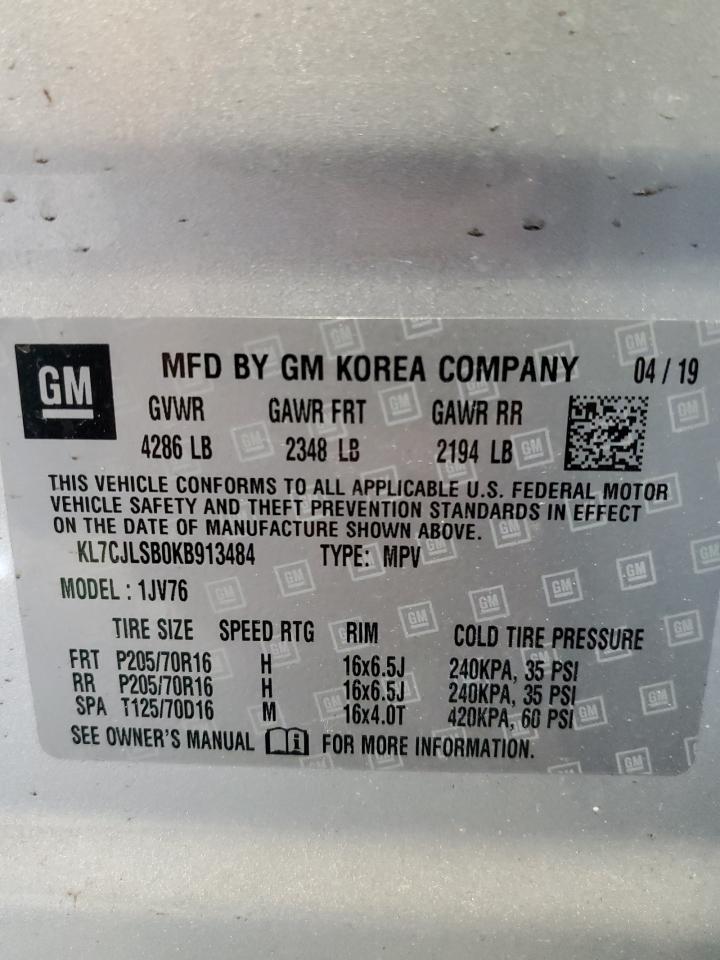 GM
MFD BY GM KOREA COMPANY 04 / 19
GVWR GAWR FRT GAWR RR
4286 LB 2348 LB 2194 LB
THIS VEHICLE CONFORMS TO ALL APPLICABLE U.S. FEDERAL MOTOR
VEHICLE SAFETY AND THEFT PREVENTION STANDARDS IN EFFECT
ON THE DATE OF MANUFACTURE SHOWN ABOVE.
KL7CJLSB0KB913484 TYPE: MPV
MODEL : 1JV76
TIRE SIZE SPEED RTG RIM COLD TIRE PRESSURE
FRT P205/70R16 H 16x6.5J 240KPA, 35 PSI
RR P205/70R16 H 16x6.5J 240KPA, 35 PSI
SPA T125/70D16 M 16x4.0T 420KPA, 60 PSI
SEE OWNER'S MANUAL i FOR MORE INFORMATION.